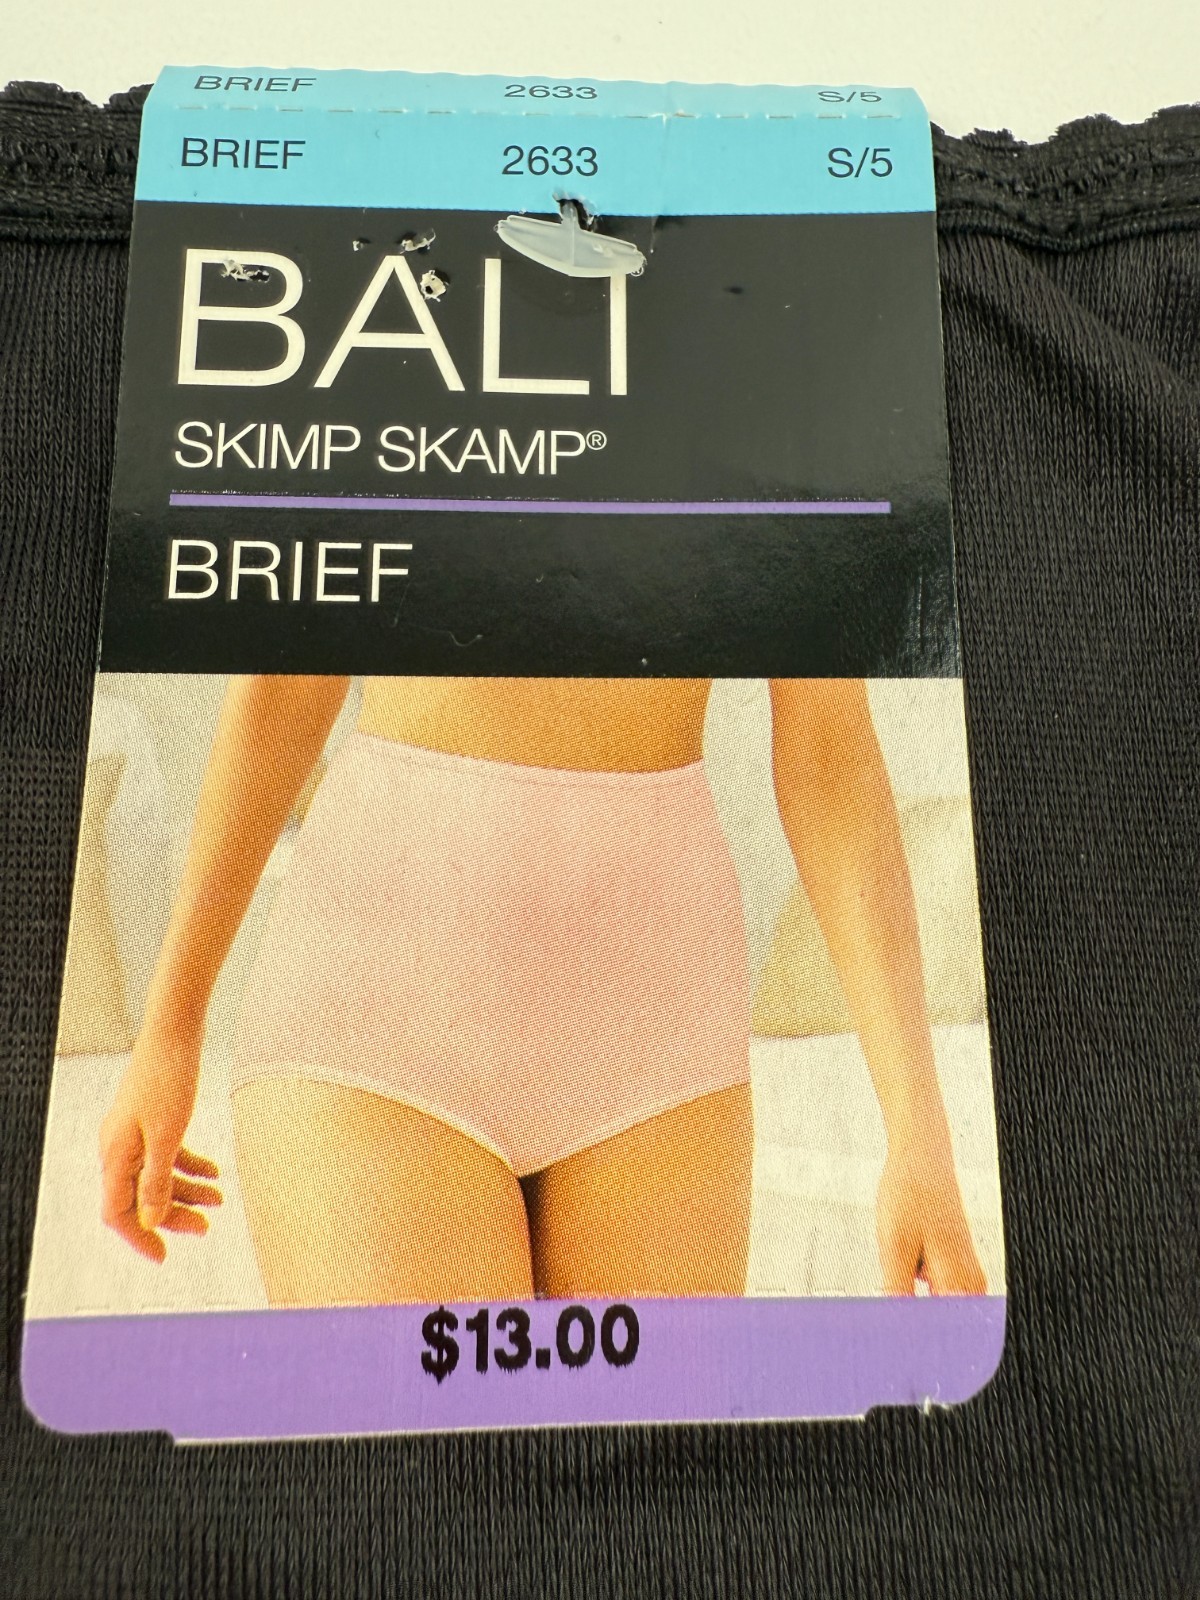 BRIEF 2633 S/5
BRIEF 2633 S/5
BALI
SKIMP SKAMP®
BRIEF
$13.00